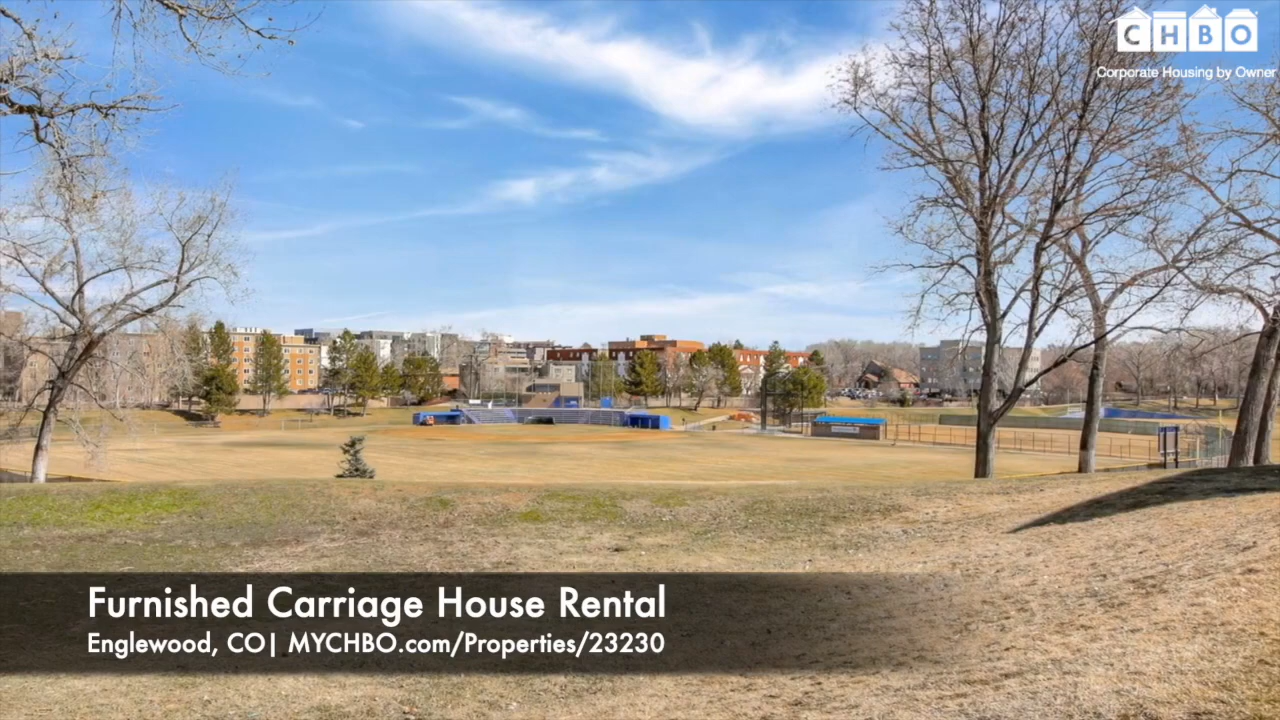 CHBO
Corporate Housing by Owner
Furnished Carriage House Rental
Englewood, CO| MYCHBO.com/Properties/23230